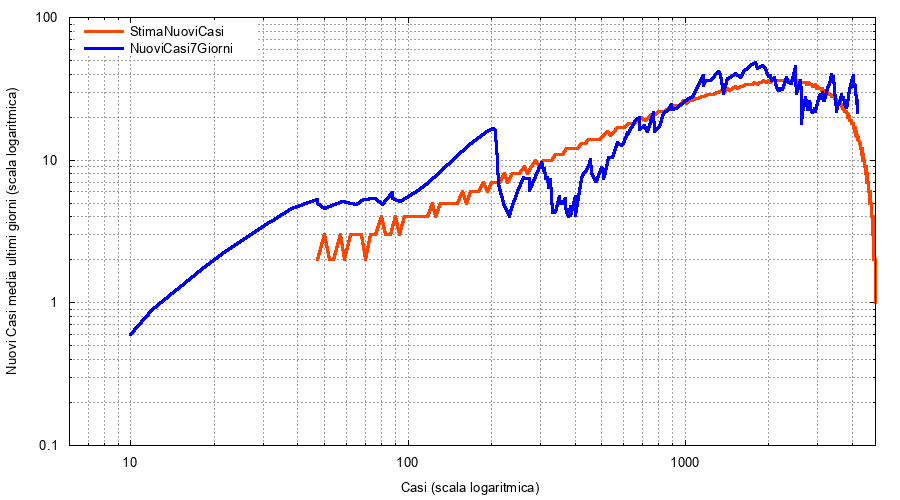 100
StimaNuoviCasi
NuoviCasi7Giorni
10
1
0.1
Nuovi Casi media ultimi giorni (scala logaritmica)
10
100
1000
Casi (scala logaritmica)